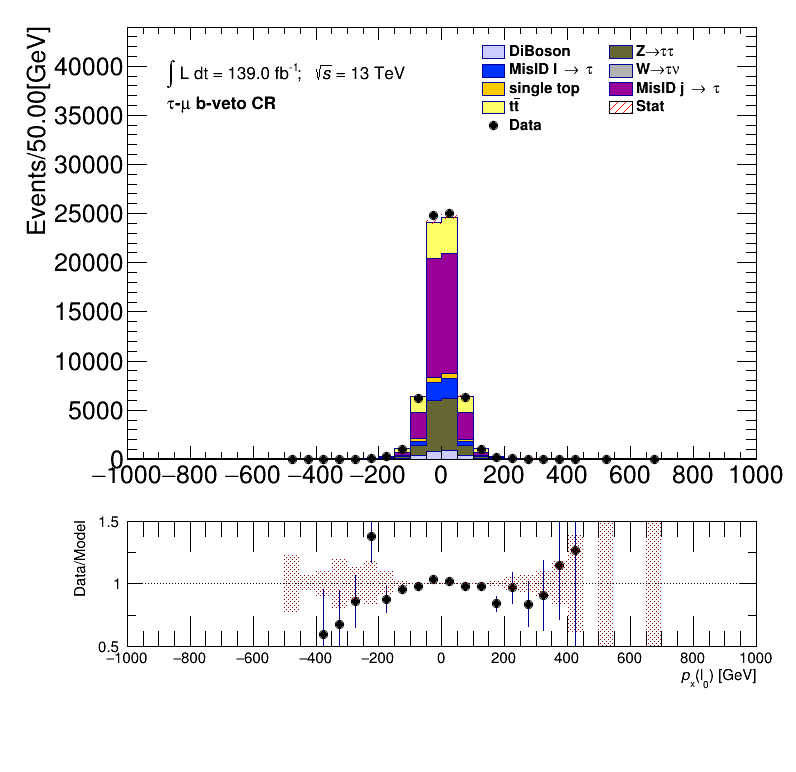 Events/50.00[GeV]
40000
35000
30000
25000
20000
15000
10000
5000
0
∫ L dt = 139.0 fb⁻¹; √s = 13 TeV
τ-μ b-veto CR
DiBoson Z→ττ
MisID l → τ W→τν
single top MisID j → τ
tt̄ Stat
Data
−1000 −800 −600 −400 −200 0 200 400 600 800 1000
Data/Model
1.5
1
0.5
−1000 −800 −600 −400 −200 0 200 400 600 800 1000
pₓ(l₀) [GeV]